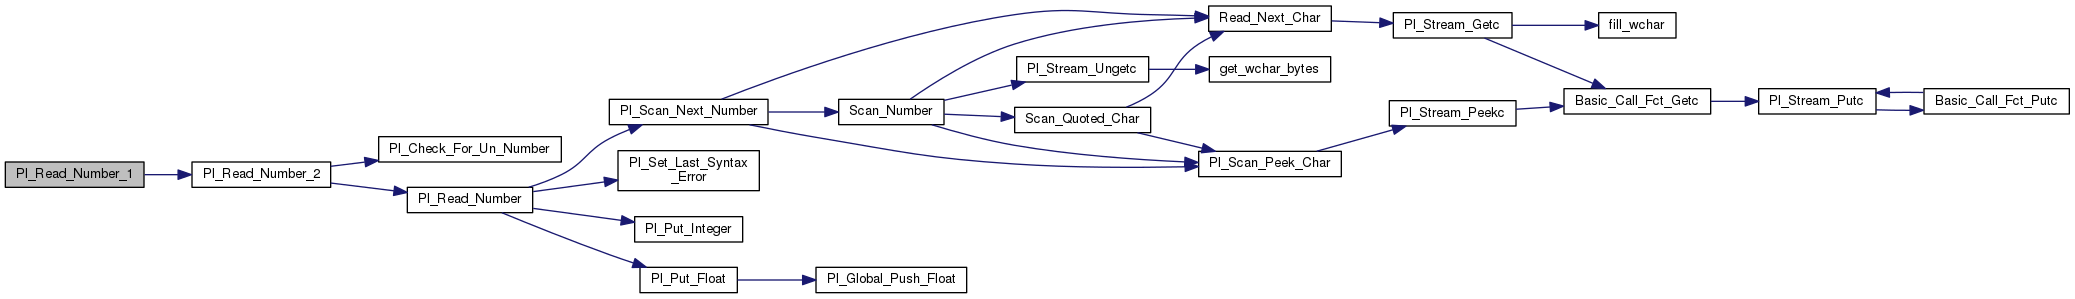 Pl_Read_Number_1
Pl_Read_Number_2
Pl_Check_For_Un_Number
Pl_Read_Number
Pl_Scan_Next_Number
Pl_Set_Last_Syntax
_Error
Pl_Put_Integer
Pl_Put_Float
Pl_Global_Push_Float
Scan_Number
Pl_Stream_Ungetc
Scan_Quoted_Char
Read_Next_Char
get_wchar_bytes
Pl_Scan_Peek_Char
Pl_Stream_Getc
Pl_Stream_Peekc
fill_wchar
Basic_Call_Fct_Getc
Pl_Stream_Putc
Basic_Call_Fct_Putc